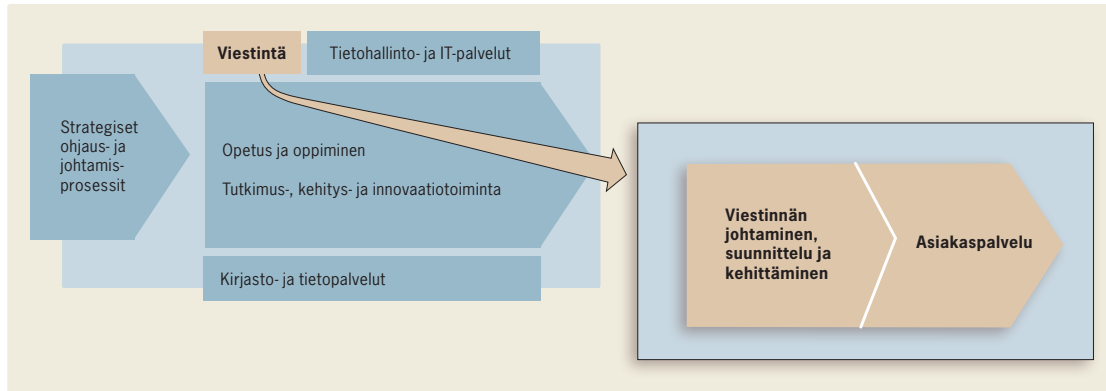 Viestintä
Tietohallinto- ja IT-palvelut
Strategiset
ohjaus- ja
johtamis-
prosessit
Opetus ja oppiminen
Tutkimus-, kehitys- ja innovaatiotoiminta
Kirjasto- ja tietopalvelut
Viestinnän
johtaminen,
suunnittelu ja
kehittäminen
Asiakaspalvelu